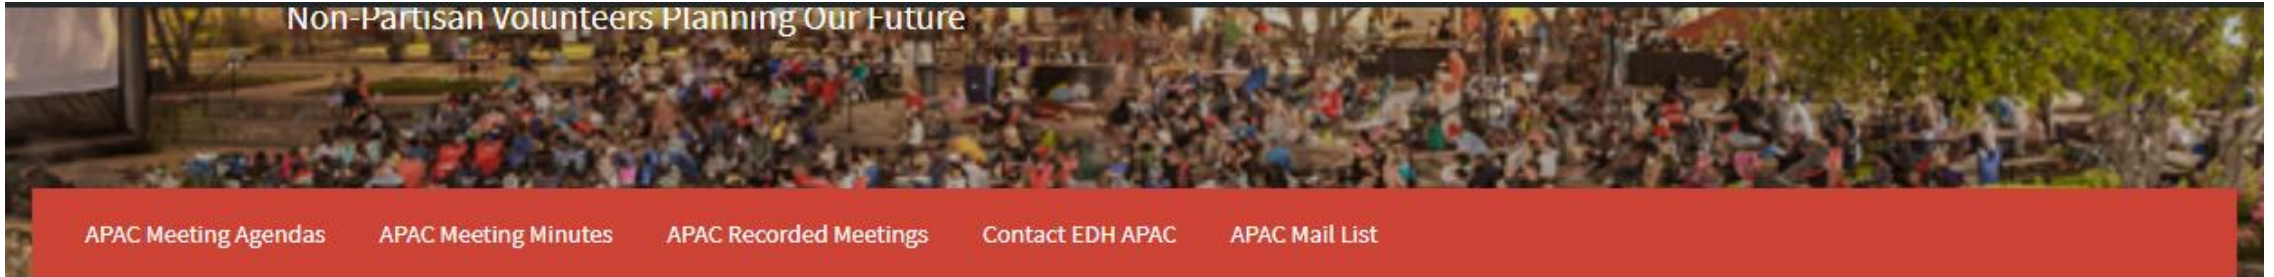 Non-Partisan Volunteers Planning Our Future
APAC Meeting Agendas APAC Meeting Minutes APAC Recorded Meetings Contact EDH APAC APAC Mail List